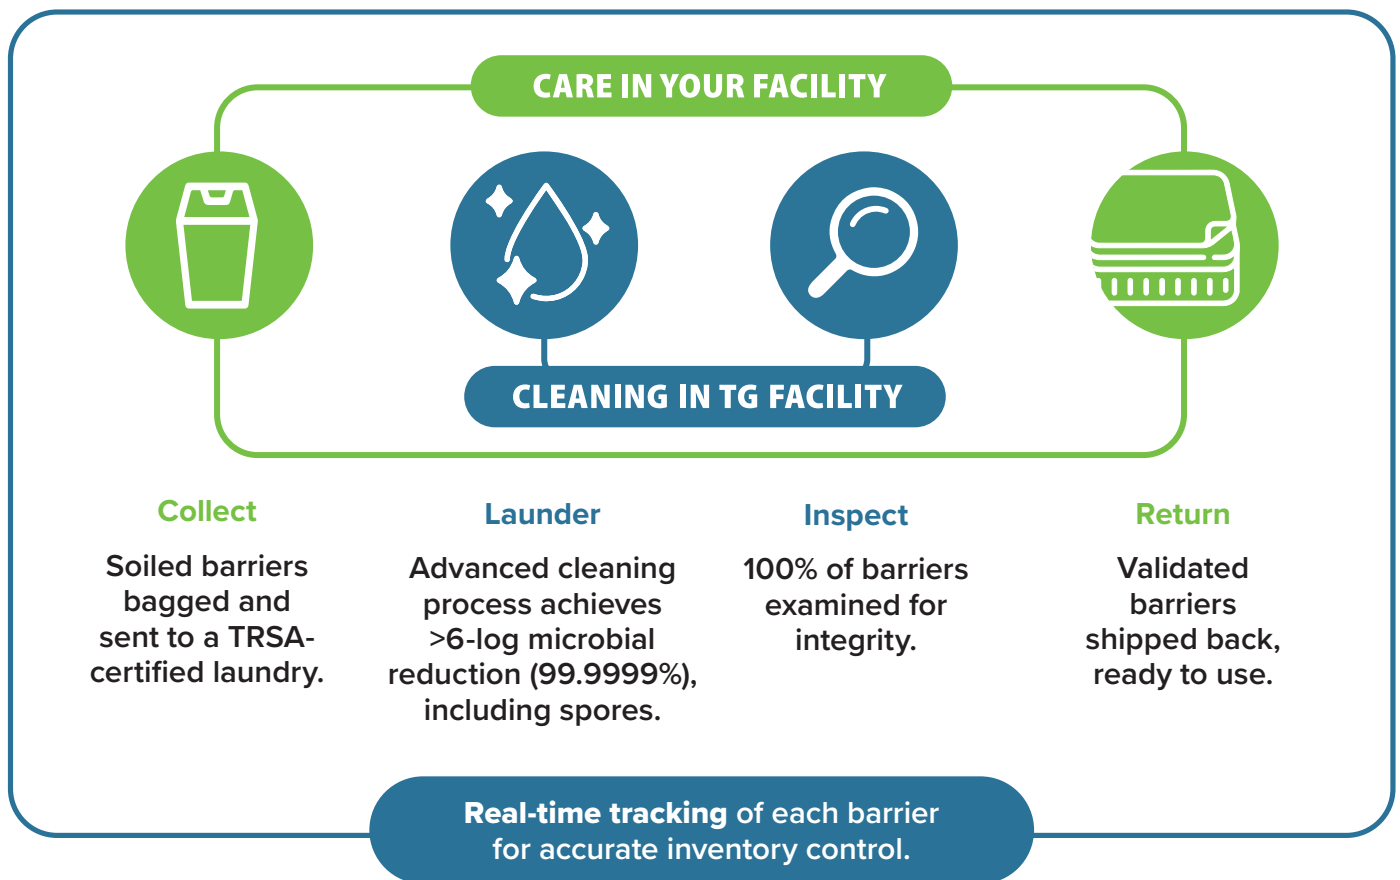 CARE IN YOUR FACILITY
CLEANING IN TG FACILITY
Collect
Soiled barriers
bagged and
sent to a TRSA-
certified laundry.
Launder
Advanced cleaning
process achieves
>6-log microbial
reduction (99.9999%),
including spores.
Inspect
100% of barriers
examined for
integrity.
Return
Validated
barriers
shipped back,
ready to use.
Real-time tracking of each barrier
for accurate inventory control.